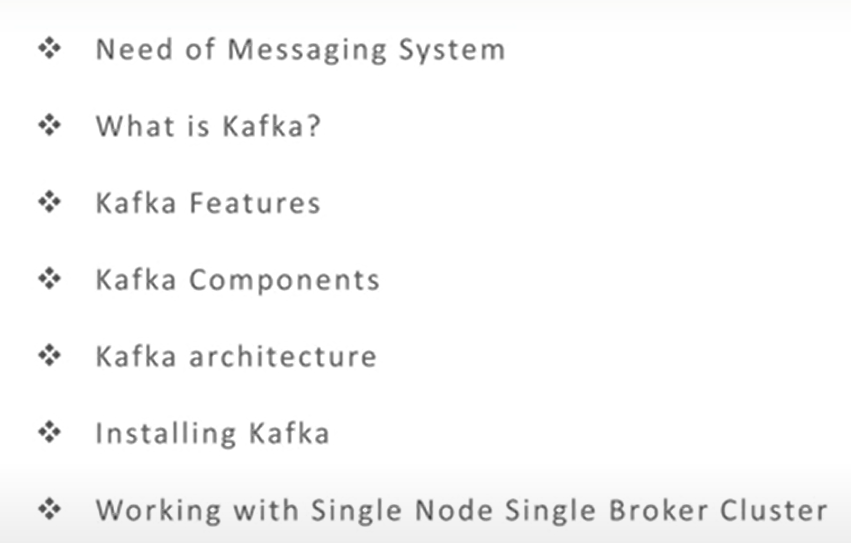 Need of Messaging System
What is Kafka?
Kafka Features
Kafka Components
Kafka architecture
Installing Kafka
Working with Single Node Single Broker Cluster